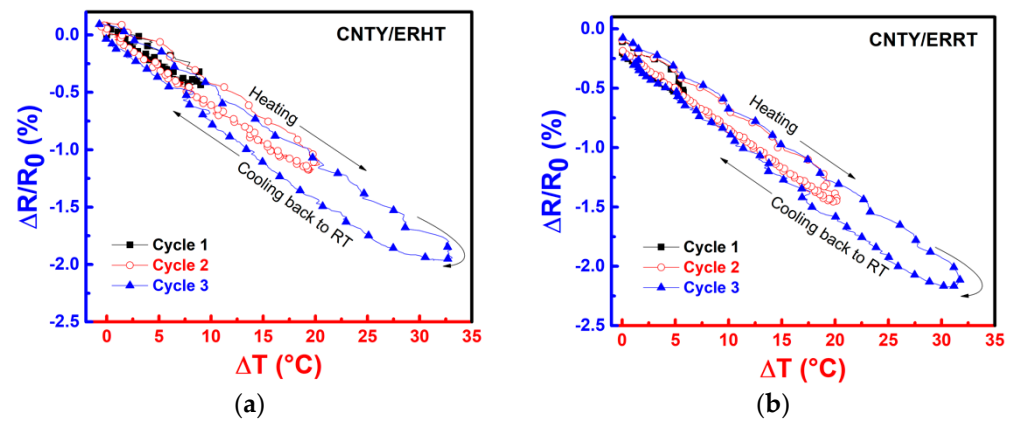 CNTY/ERHT
0.0
-0.5
-1.0
-1.5
-2.0
-2.5
ΔR/R0 (%)
Heating
Cooling back to RT
Cycle 1
Cycle 2
Cycle 3
0 5 10 15 20 25 30 35
ΔT (°C)
(a)
CNTY/ERRT
0.0
-0.5
-1.0
-1.5
-2.0
-2.5
ΔR/R0 (%)
Heating
Cooling back to RT
Cycle 1
Cycle 2
Cycle 3
0 5 10 15 20 25 30 35
ΔT (°C)
(b)